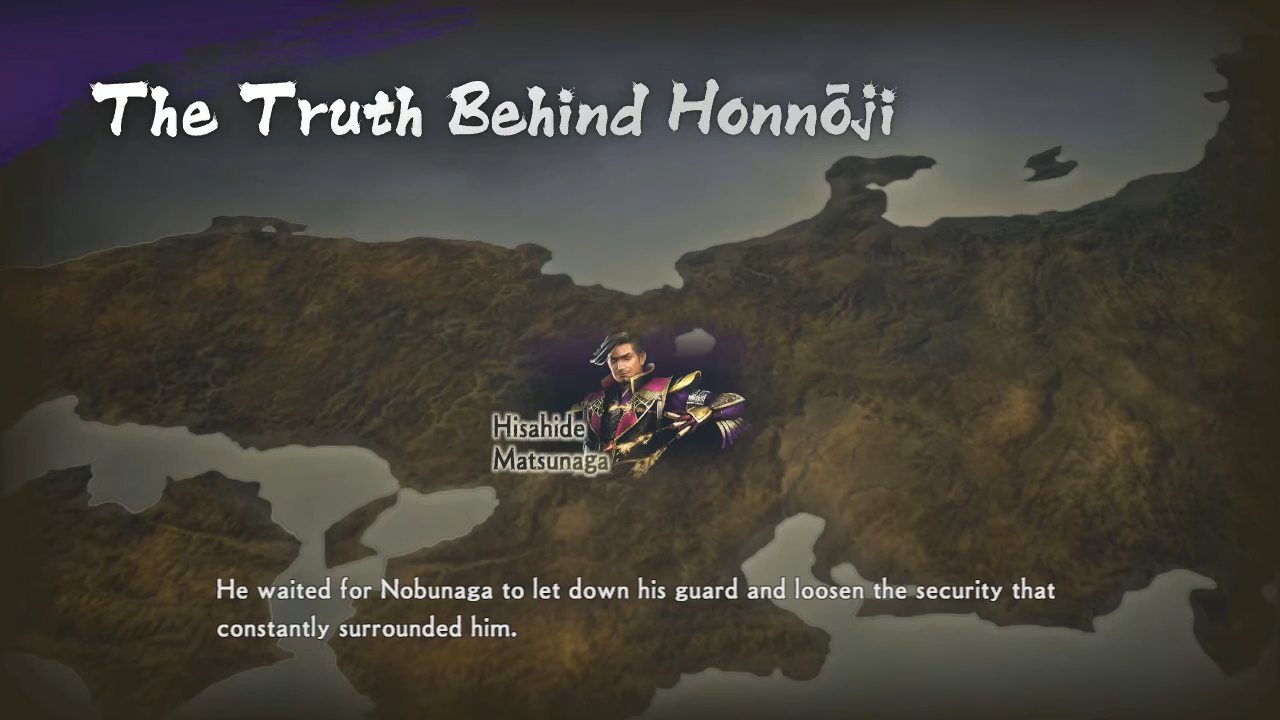 The Truth Behind Honnōji
Hisahide
Matsunaga
He waited for Nobunaga to let down his guard and loosen the security that
constantly surrounded him.